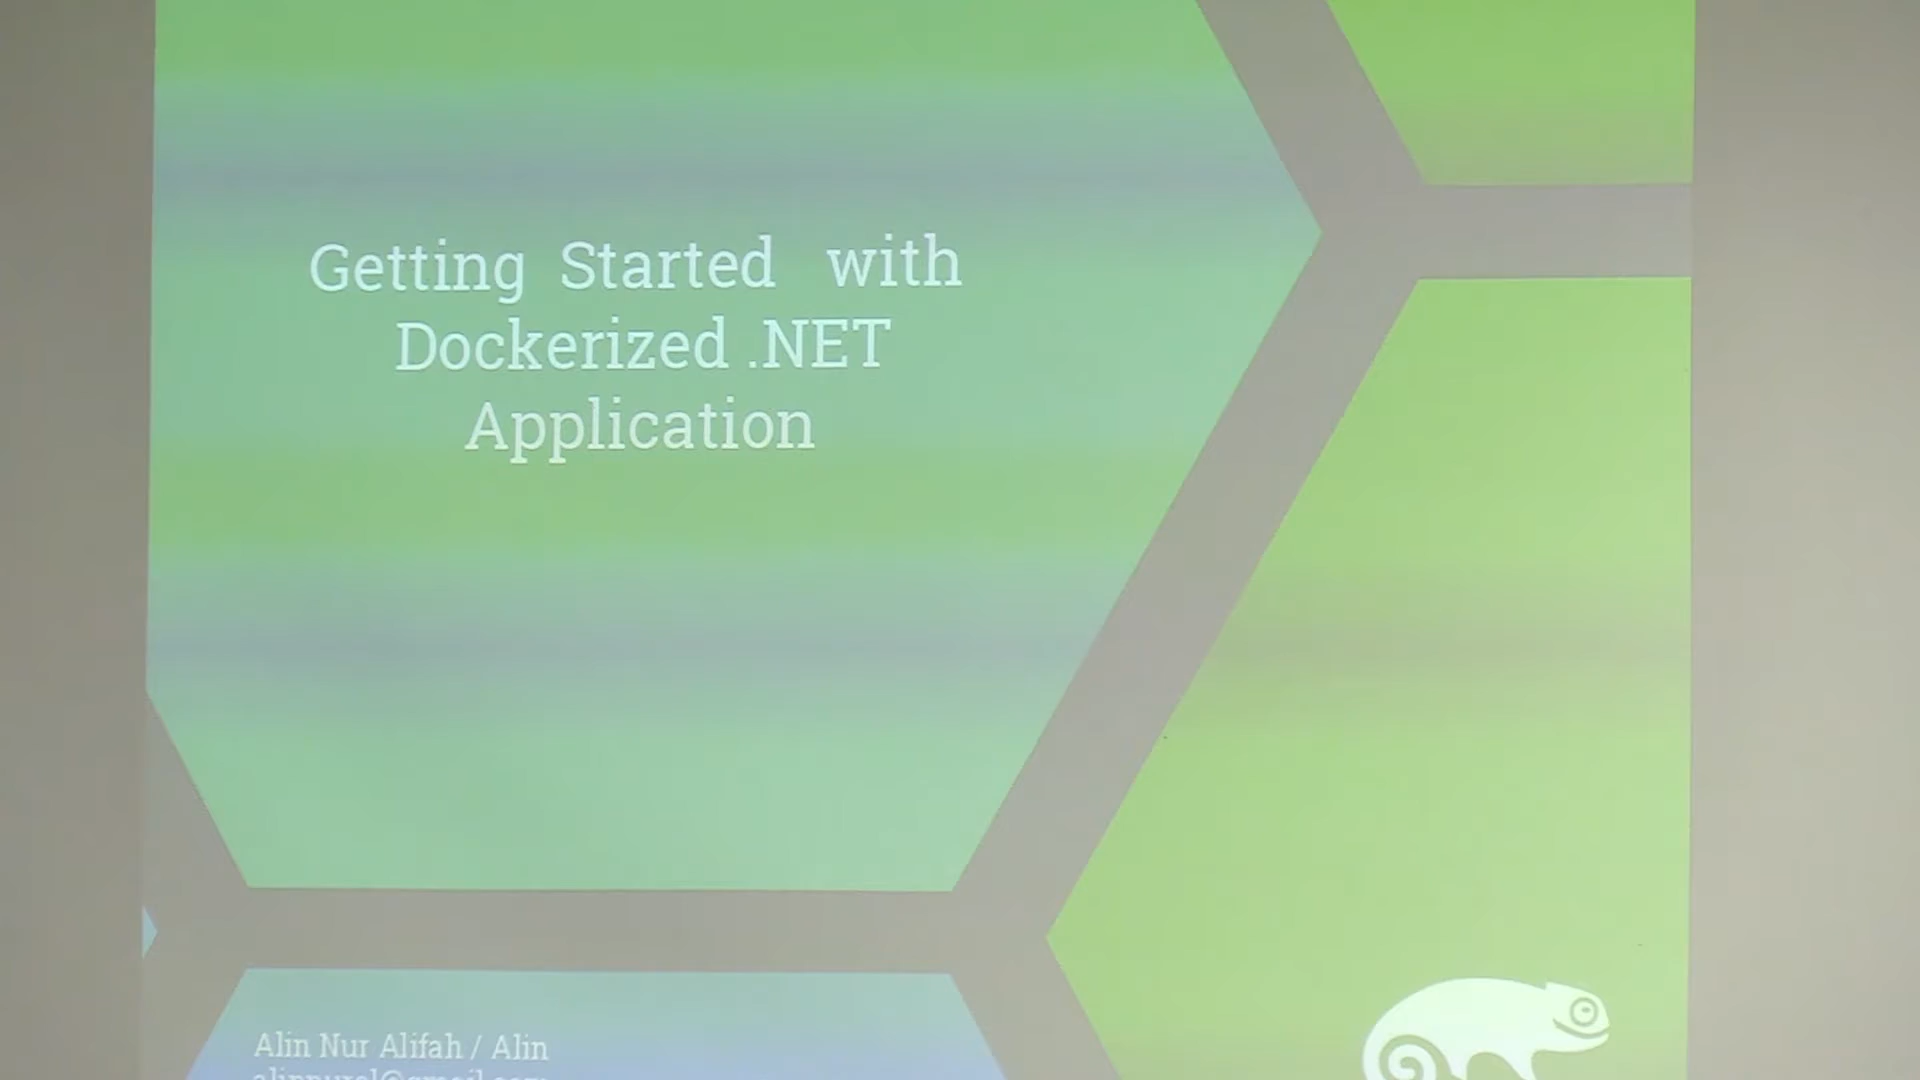 Getting Started with
Dockerized .NET
Application
Alin Nur Alifah / Alin